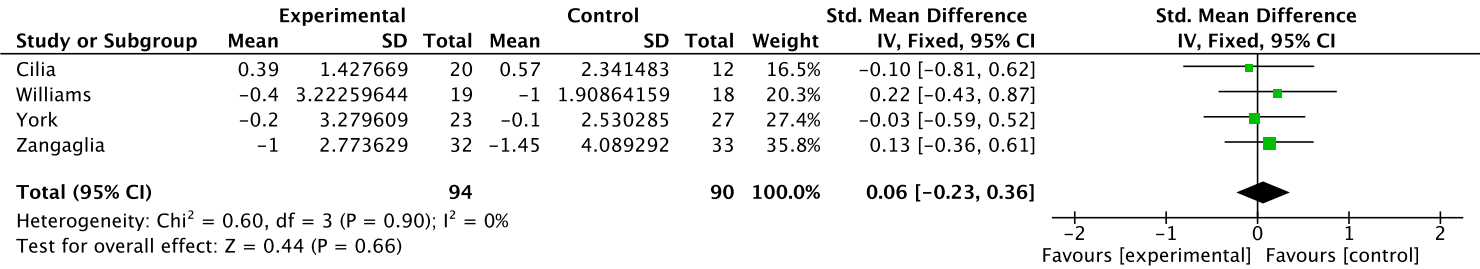 Experimental Control Std. Mean Difference Std. Mean Difference
Study or Subgroup Mean SD Total Mean SD Total Weight IV, Fixed, 95% CI IV, Fixed, 95% CI
Cilia 0.39 1.427669 20 0.57 2.341483 12 16.5% −0.10 [−0.81, 0.62]
Williams −0.4 3.22259644 19 −1 1.90864159 18 20.3% 0.22 [−0.43, 0.87]
York −0.2 3.279609 23 −0.1 2.530285 27 27.4% −0.03 [−0.59, 0.52]
Zangaglia −1 2.773629 32 −1.45 4.089292 33 35.8% 0.13 [−0.36, 0.61]
Total (95% CI) 94 90 100.0% 0.06 [−0.23, 0.36]
Heterogeneity: Chi² = 0.60, df = 3 (P = 0.90); I² = 0%
Test for overall effect: Z = 0.44 (P = 0.66)
−2 −1 0 1 2
Favours [experimental] Favours [control]